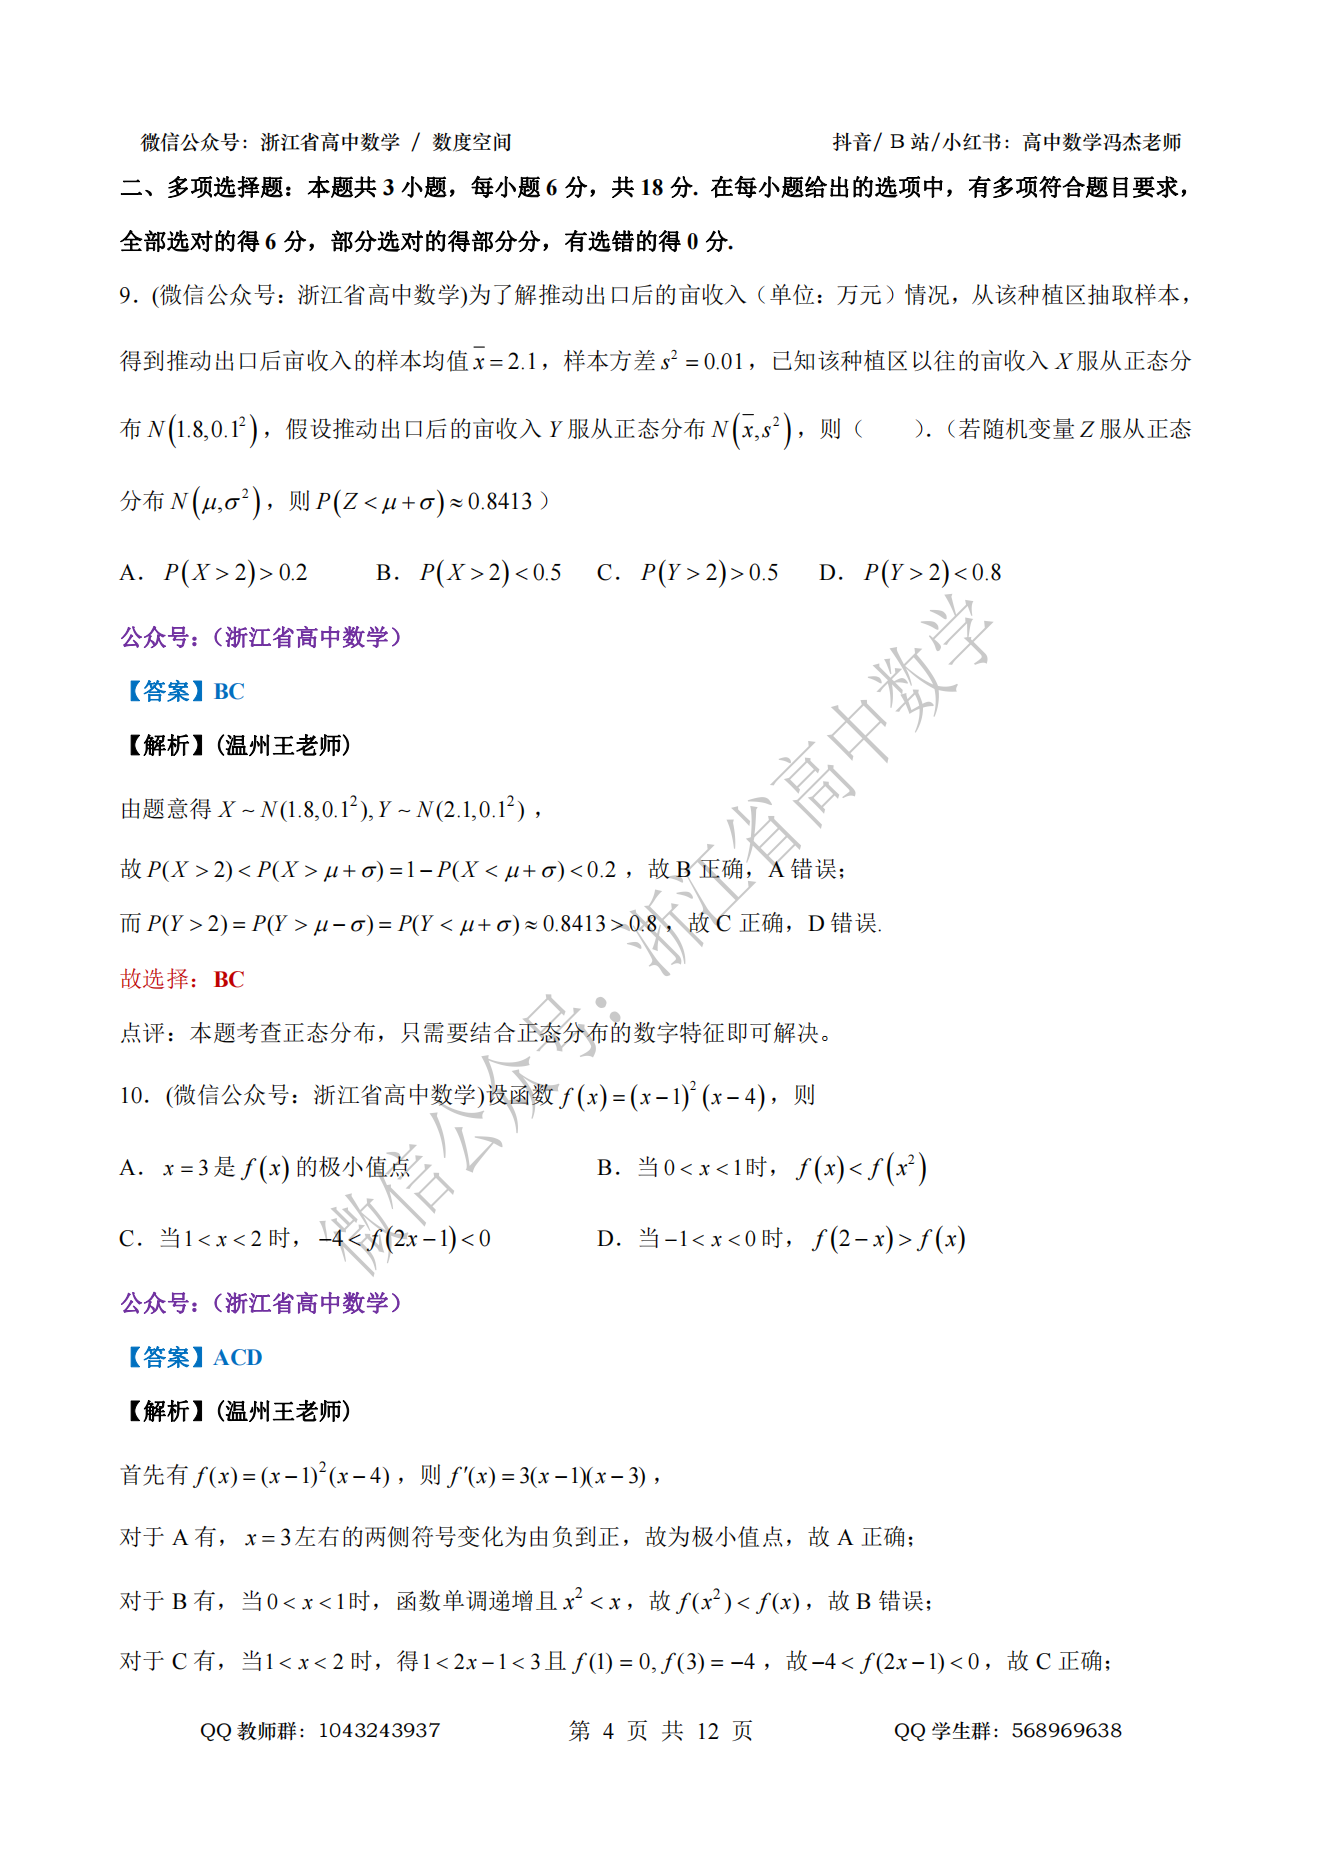 微信公众号：浙江省高中数学 / 数度空间
抖音/ B 站/小红书：高中数学冯杰老师
二、多项选择题：本题共 3 小题，每小题 6 分，共 18 分. 在每小题给出的选项中，有多项符合题目要求，
全部选对的得 6 分，部分选对的得部分分，有选错的得 0 分.
9．(微信公众号：浙江省高中数学)为了解推动出口后的亩收入（单位：万元）情况，从该种植区抽取样本，
得到推动出口后亩收入的样本均值 x̄ = 2.1，样本方差 s² = 0.01，已知该种植区以往的亩收入 X 服从正态分
布 N(1.8,0.1²)，假设推动出口后的亩收入 Y 服从正态分布 N(x̄,s²)，则（　　）.（若随机变量 Z 服从正态
分布 N(μ,σ²)，则 P(Z < μ + σ) ≈ 0.8413 ）
A． P(X > 2) > 0.2 B． P(X > 2) < 0.5 C． P(Y > 2) > 0.5 D． P(Y > 2) < 0.8
公众号：（浙江省高中数学）
【答案】BC
【解析】(温州王老师)
由题意得 X ~ N(1.8,0.1²), Y ~ N(2.1,0.1²) ，
故 P(X > 2) < P(X > μ + σ) = 1 − P(X < μ + σ) < 0.2 ，故 B 正确，A 错误；
而 P(Y > 2) = P(Y > μ − σ) = P(Y < μ + σ) ≈ 0.8413 > 0.8 ，故 C 正确，D 错误.
故选择：BC
点评：本题考查正态分布，只需要结合正态分布的数字特征即可解决。
10．(微信公众号：浙江省高中数学)设函数 f(x) = (x − 1)²(x − 4)，则
A． x = 3 是 f(x) 的极小值点 B．当 0 < x < 1 时， f(x) < f(x²)
C．当 1 < x < 2 时， −4 < f(2x − 1) < 0 D．当 −1 < x < 0 时， f(2 − x) > f(x)
公众号：（浙江省高中数学）
【答案】ACD
【解析】(温州王老师)
首先有 f(x) = (x − 1)²(x − 4) ，则 f′(x) = 3(x − 1)(x − 3) ，
对于 A 有， x = 3 左右的两侧符号变化为由负到正，故为极小值点，故 A 正确；
对于 B 有，当 0 < x < 1 时，函数单调递增且 x² < x ，故 f(x²) < f(x) ，故 B 错误；
对于 C 有，当 1 < x < 2 时，得 1 < 2x − 1 < 3 且 f(1) = 0, f(3) = −4 ，故 −4 < f(2x − 1) < 0 ，故 C 正确；
QQ 教师群：1043243937 第 4 页 共 12 页 QQ 学生群：568969638
微信公众号：浙江省高中数学